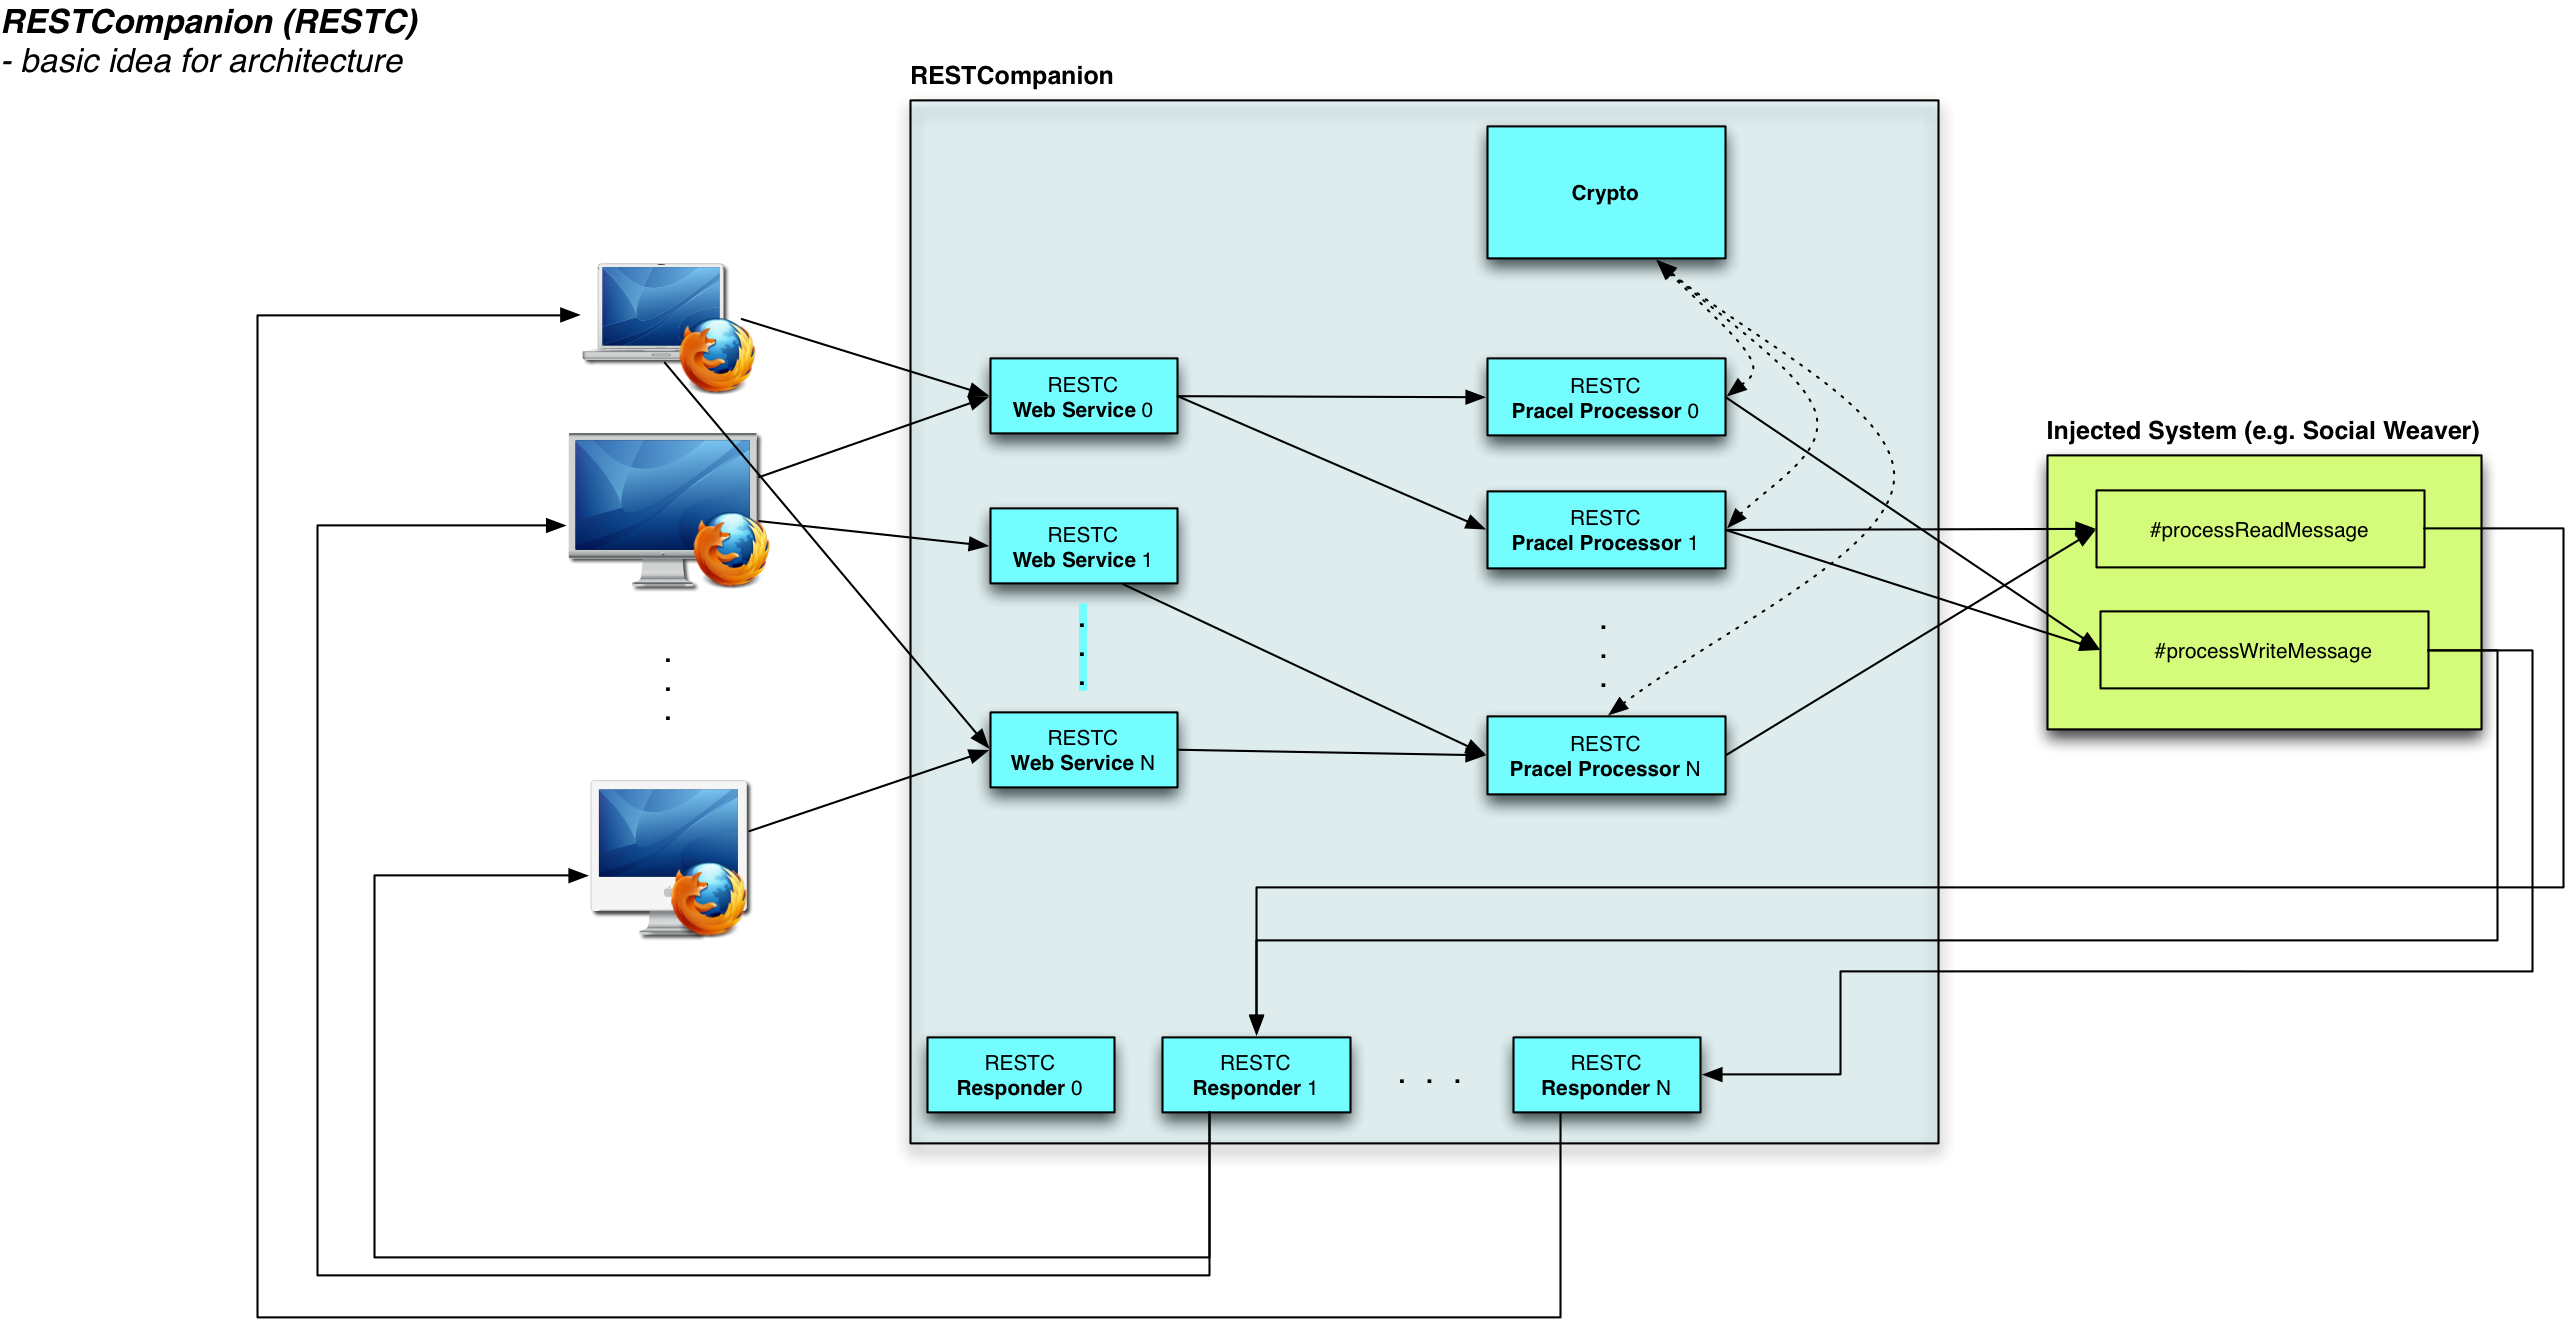 RESTCompanion (RESTC)
- basic idea for architecture
RESTCompanion
Crypto
RESTC
Web Service 0
RESTC
Pracel Processor 0
Injected System (e.g. Social Weaver)
RESTC
Web Service 1
RESTC
Pracel Processor 1
#processReadMessage
.
.
.
.
.
.
#processWriteMessage
.
.
.
RESTC
Web Service N
RESTC
Pracel Processor N
RESTC
Responder 0
RESTC
Responder 1
. . .
RESTC
Responder N